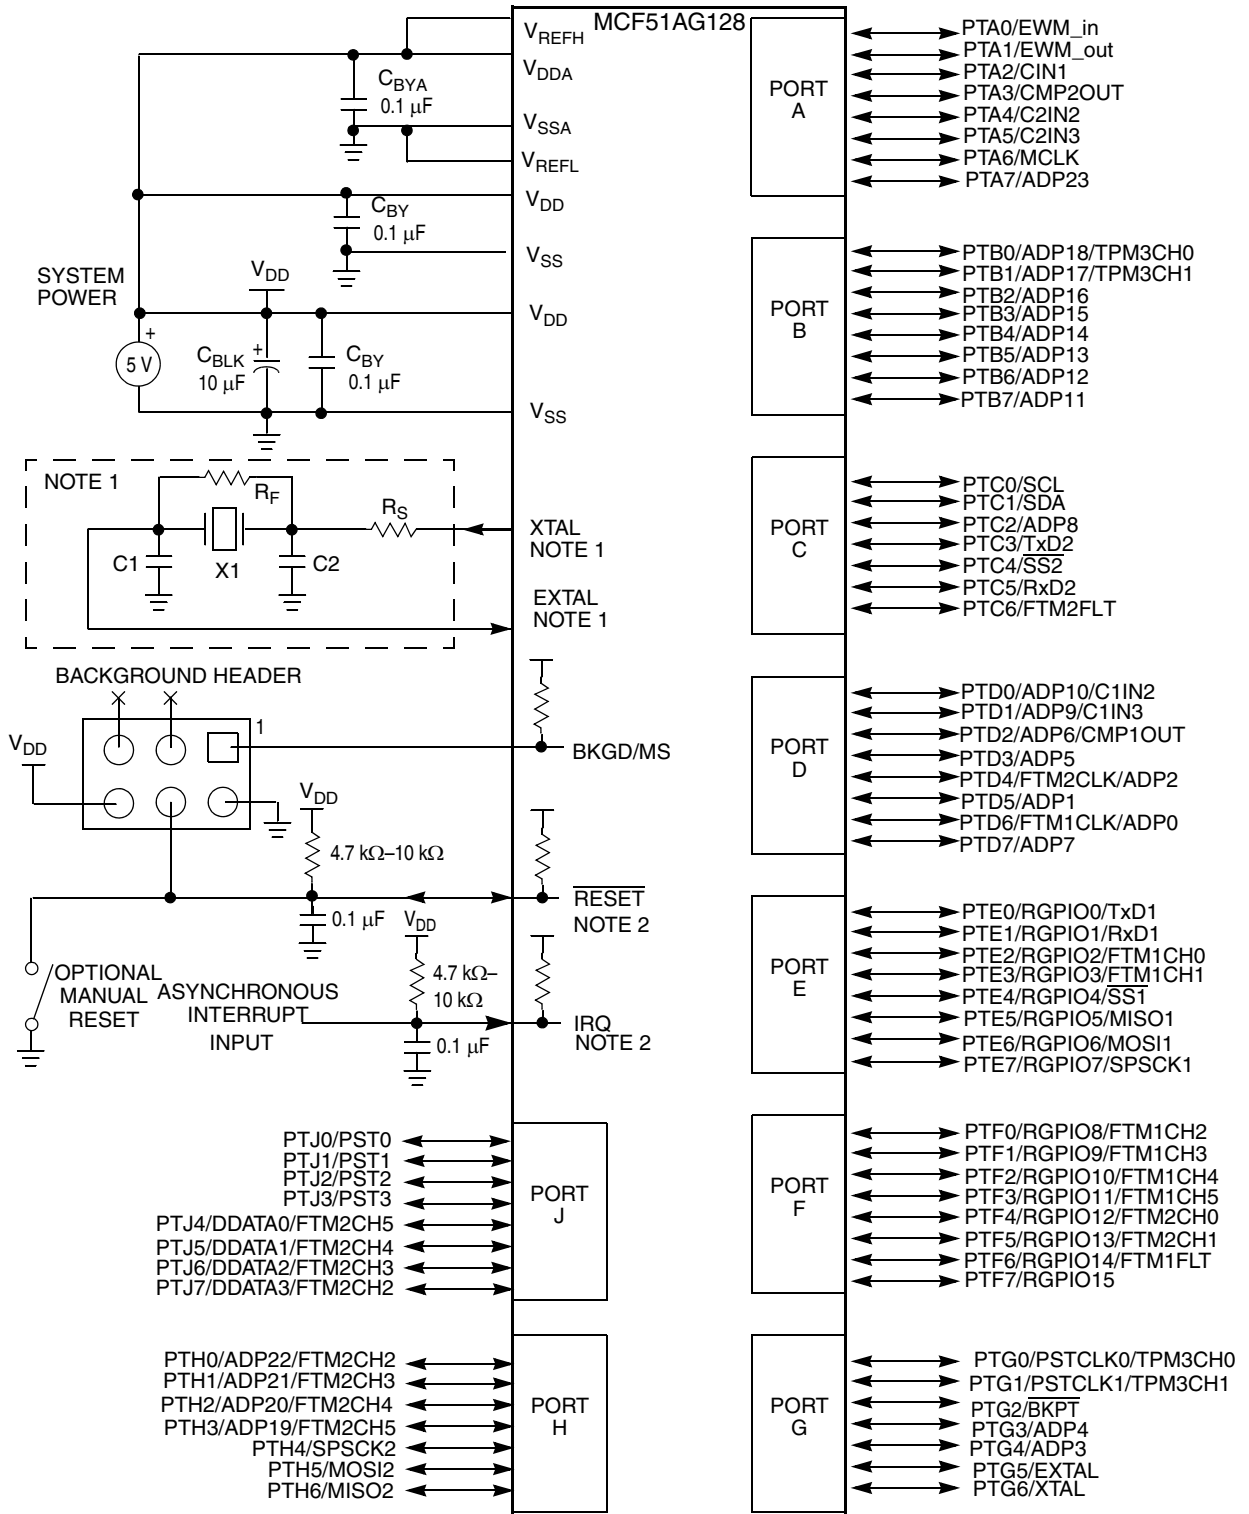 MCF51AG128
VREFH
VDDA
CBYA
0.1 μF
VSSA
VREFL
VDD
CBY
0.1 μF
VSS
SYSTEM
POWER
VDD
VDD
+
5 V
CBLK
+
10 μF
CBY
0.1 μF
VSS
NOTE 1
RF
RS
C1
X1
C2
XTAL
NOTE 1
EXTAL
NOTE 1
BACKGROUND HEADER
1
VDD
BKGD/MS
VDD
4.7 kΩ–10 kΩ
RESET
NOTE 2
0.1 μF
VDD
4.7 kΩ–
10 kΩ
OPTIONAL
MANUAL
RESET
ASYNCHRONOUS
INTERRUPT
INPUT
IRQ
NOTE 2
0.1 μF
PTJ0/PST0
PTJ1/PST1
PTJ2/PST2
PTJ3/PST3
PTJ4/DDATA0/FTM2CH5
PTJ5/DDATA1/FTM2CH4
PTJ6/DDATA2/FTM2CH3
PTJ7/DDATA3/FTM2CH2
PORT
J
PTH0/ADP22/FTM2CH2
PTH1/ADP21/FTM2CH3
PTH2/ADP20/FTM2CH4
PTH3/ADP19/FTM2CH5
PTH4/SPSCK2
PTH5/MOSI2
PTH6/MISO2
PORT
H
PORT
A
PTA0/EWM_in
PTA1/EWM_out
PTA2/CIN1
PTA3/CMP2OUT
PTA4/C2IN2
PTA5/C2IN3
PTA6/MCLK
PTA7/ADP23
PORT
B
PTB0/ADP18/TPM3CH0
PTB1/ADP17/TPM3CH1
PTB2/ADP16
PTB3/ADP15
PTB4/ADP14
PTB5/ADP13
PTB6/ADP12
PTB7/ADP11
PORT
C
PTC0/SCL
PTC1/SDA
PTC2/ADP8
PTC3/TxD2
PTC4/SS2
PTC5/RxD2
PTC6/FTM2FLT
PORT
D
PTD0/ADP10/C1IN2
PTD1/ADP9/C1IN3
PTD2/ADP6/CMP1OUT
PTD3/ADP5
PTD4/FTM2CLK/ADP2
PTD5/ADP1
PTD6/FTM1CLK/ADP0
PTD7/ADP7
PORT
E
PTE0/RGPIO0/TxD1
PTE1/RGPIO1/RxD1
PTE2/RGPIO2/FTM1CH0
PTE3/RGPIO3/FTM1CH1
PTE4/RGPIO4/SS1
PTE5/RGPIO5/MISO1
PTE6/RGPIO6/MOSI1
PTE7/RGPIO7/SPSCK1
PORT
F
PTF0/RGPIO8/FTM1CH2
PTF1/RGPIO9/FTM1CH3
PTF2/RGPIO10/FTM1CH4
PTF3/RGPIO11/FTM1CH5
PTF4/RGPIO12/FTM2CH0
PTF5/RGPIO13/FTM2CH1
PTF6/RGPIO14/FTM1FLT
PTF7/RGPIO15
PORT
G
PTG0/PSTCLK0/TPM3CH0
PTG1/PSTCLK1/TPM3CH1
PTG2/BKPT
PTG3/ADP4
PTG4/ADP3
PTG5/EXTAL
PTG6/XTAL